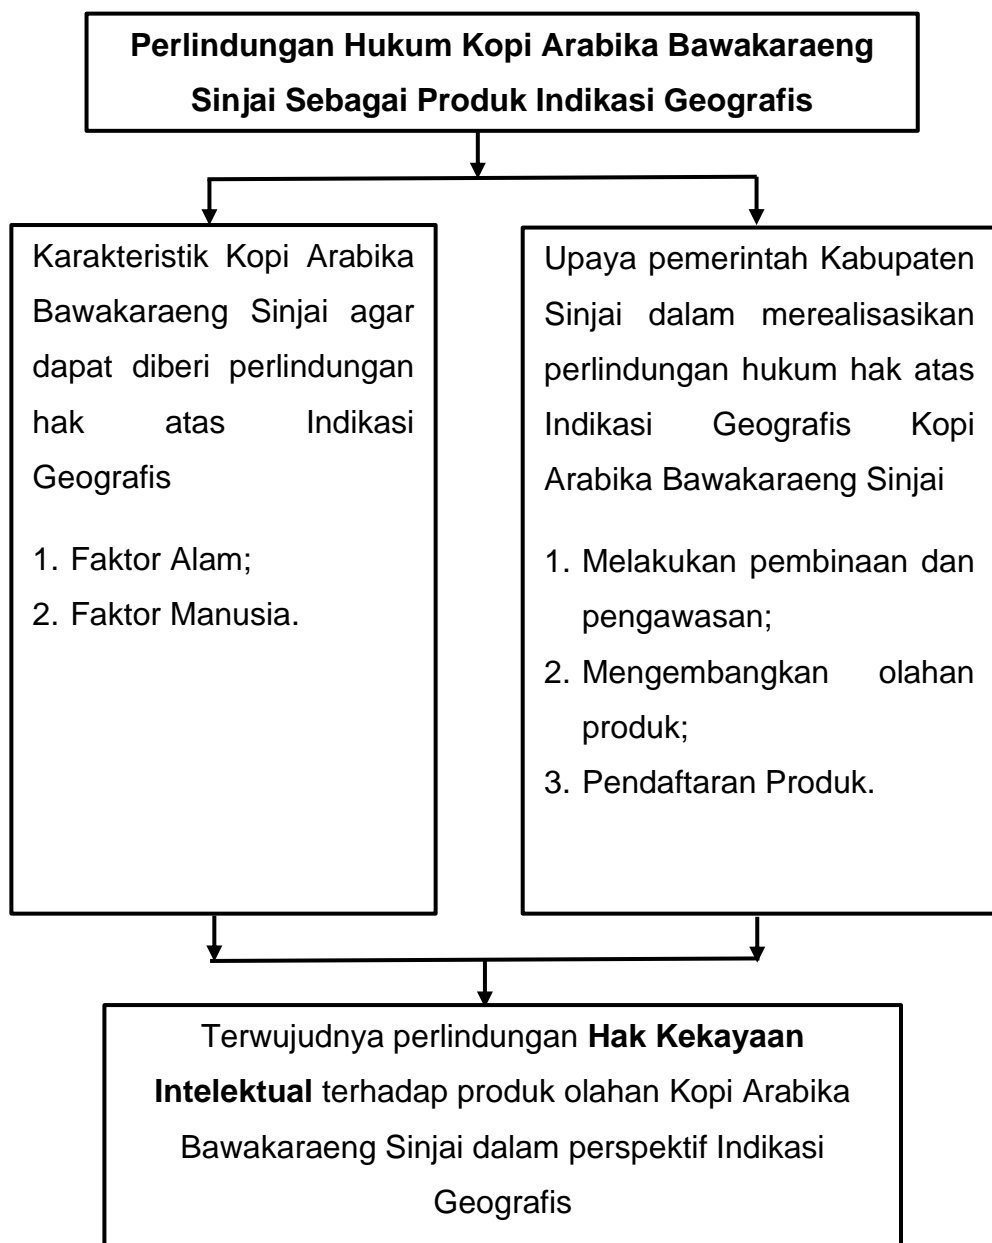 Perlindungan Hukum Kopi Arabika Bawakaraeng
Sinjai Sebagai Produk Indikasi Geografis
Karakteristik Kopi Arabika
Bawakaraeng Sinjai agar
dapat diberi perlindungan
hak atas Indikasi
Geografis
1. Faktor Alam;
2. Faktor Manusia.
Upaya pemerintah Kabupaten
Sinjai dalam merealisasikan
perlindungan hukum hak atas
Indikasi Geografis Kopi
Arabika Bawakaraeng Sinjai
1. Melakukan pembinaan dan
pengawasan;
2. Mengembangkan olahan
produk;
3. Pendaftaran Produk.
Terwujudnya perlindungan Hak Kekayaan
Intelektual terhadap produk olahan Kopi Arabika
Bawakaraeng Sinjai dalam perspektif Indikasi
Geografis